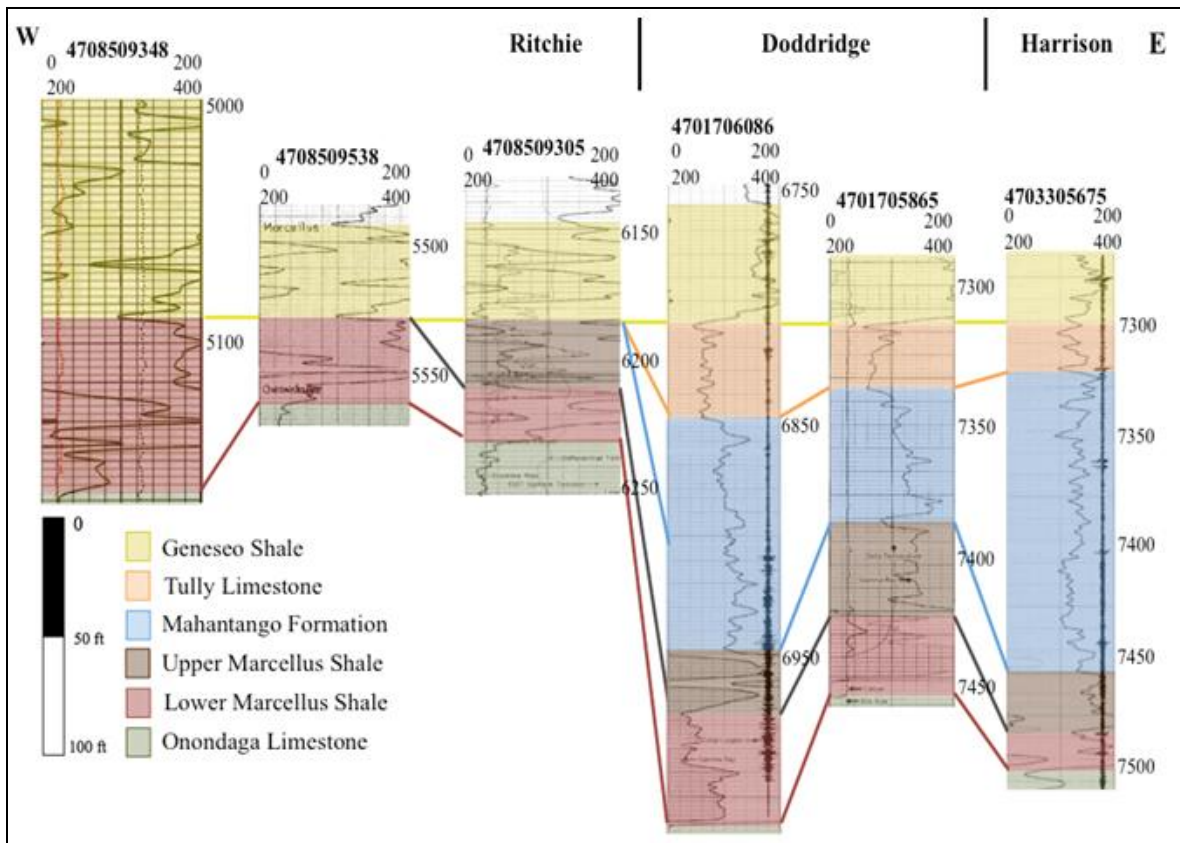 W
Ritchie
Doddridge
Harrison
E
4708509348
0 200
200 400
5000
5100
4708509538
0 200
200 400
Marcellus
5500
5550
4708509305
0 200
200 400
6150
6200
6250
4701706086
0 200
200 400
6750
6850
6950
4701705865
0 200
200 400
7300
7350
7400
7450
4703305675
0 200
200 400
7300
7350
7400
7450
7500
0
50 ft
100 ft
Geneseo Shale
Tully Limestone
Mahantango Formation
Upper Marcellus Shale
Lower Marcellus Shale
Onondaga Limestone